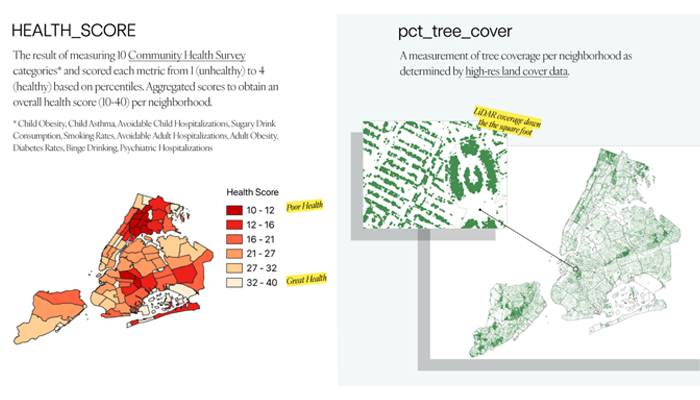 HEALTH_SCORE
The result of measuring 10 Community Health Survey
categories* and scored each metric from 1 (unhealthy) to 4
(healthy) based on percentiles. Aggregated scores to obtain an
overall health score (10-40) per neighborhood.
* Child Obesity, Child Asthma, Avoidable Child Hospitalizations, Sugary Drink
Consumption, Smoking Rates, Avoidable Adult Hospitalizations, Adult Obesity,
Diabetes Rates, Binge Drinking, Psychiatric Hospitalizations
Health Score
10 - 12
Poor Health
12 - 16
16 - 21
21 - 27
27 - 32
32 - 40
Great Health
pct_tree_cover
A measurement of tree coverage per neighborhood as
determined by high-res land cover data.
LiDAR coverage down
the the square foot